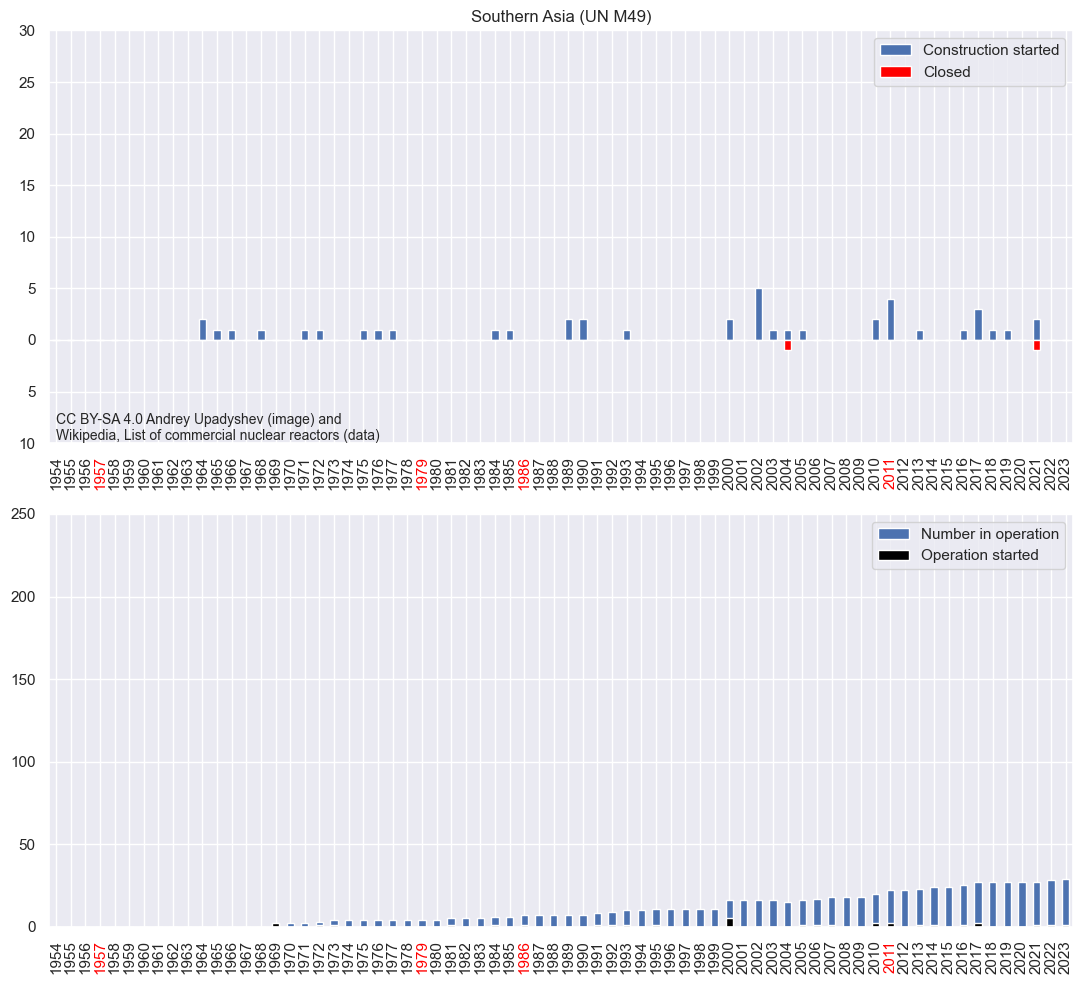 Southern Asia (UN M49)
30
25
20
15
10
5
0
5
10
Construction started
Closed
CC BY-SA 4.0 Andrey Upadyshev (image) and
Wikipedia, List of commercial nuclear reactors (data)
1954 1955 1956 1957 1958 1959 1960 1961 1962 1963 1964 1965 1966 1967 1968 1969 1970 1971 1972 1973 1974 1975 1976 1977 1978 1979 1980 1981 1982 1983 1984 1985 1986 1987 1988 1989 1990 1991 1992 1993 1994 1995 1996 1997 1998 1999 2000 2001 2002 2003 2004 2005 2006 2007 2008 2009 2010 2011 2012 2013 2014 2015 2016 2017 2018 2019 2020 2021 2022 2023
250
200
150
100
50
0
Number in operation
Operation started
1954 1955 1956 1957 1958 1959 1960 1961 1962 1963 1964 1965 1966 1967 1968 1969 1970 1971 1972 1973 1974 1975 1976 1977 1978 1979 1980 1981 1982 1983 1984 1985 1986 1987 1988 1989 1990 1991 1992 1993 1994 1995 1996 1997 1998 1999 2000 2001 2002 2003 2004 2005 2006 2007 2008 2009 2010 2011 2012 2013 2014 2015 2016 2017 2018 2019 2020 2021 2022 2023